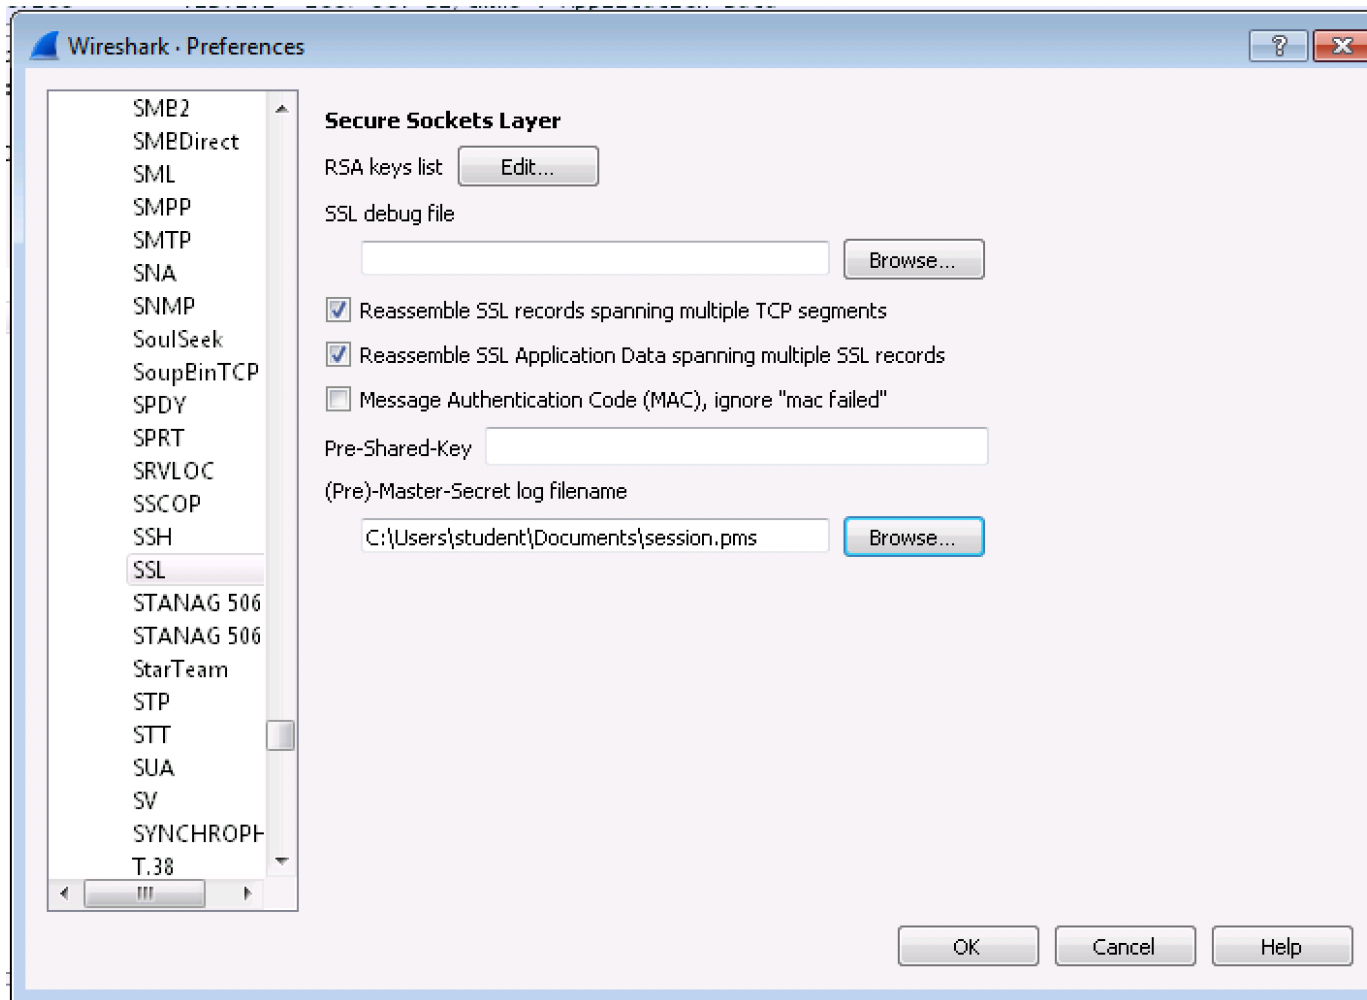 Wireshark · Preferences
SMB2
SMBDirect
SML
SMPP
SMTP
SNA
SNMP
SoulSeek
SoupBinTCP
SPDY
SPRT
SRVLOC
SSCOP
SSH
SSL
STANAG 506
STANAG 506
StarTeam
STP
STT
SUA
SV
SYNCHROPH
T.38
Secure Sockets Layer
RSA keys list Edit...
SSL debug file
Browse...
Reassemble SSL records spanning multiple TCP segments
Reassemble SSL Application Data spanning multiple SSL records
Message Authentication Code (MAC), ignore "mac failed"
Pre-Shared-Key
(Pre)-Master-Secret log filename
C:\Users\student\Documents\session.pms Browse...
OK Cancel Help